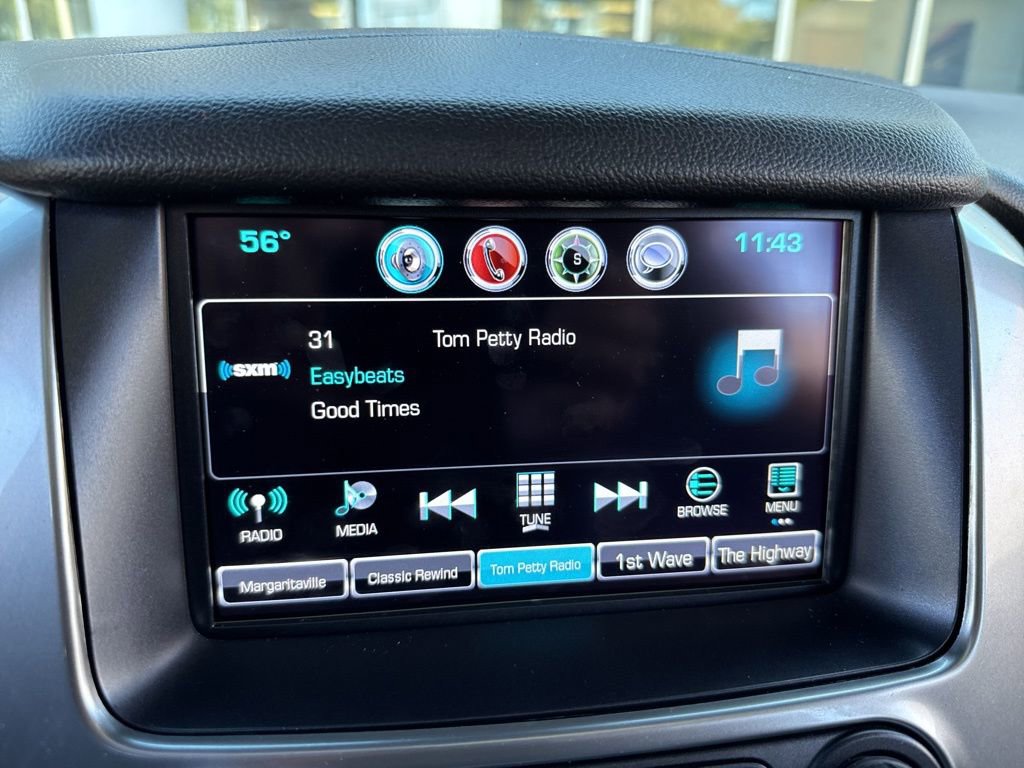 56° S 11:43
31 Tom Petty Radio
((sxm))
Easybeats
Good Times
RADIO MEDIA TUNE BROWSE MENU
Margaritaville Classic Rewind Tom Petty Radio 1st Wave The Highway